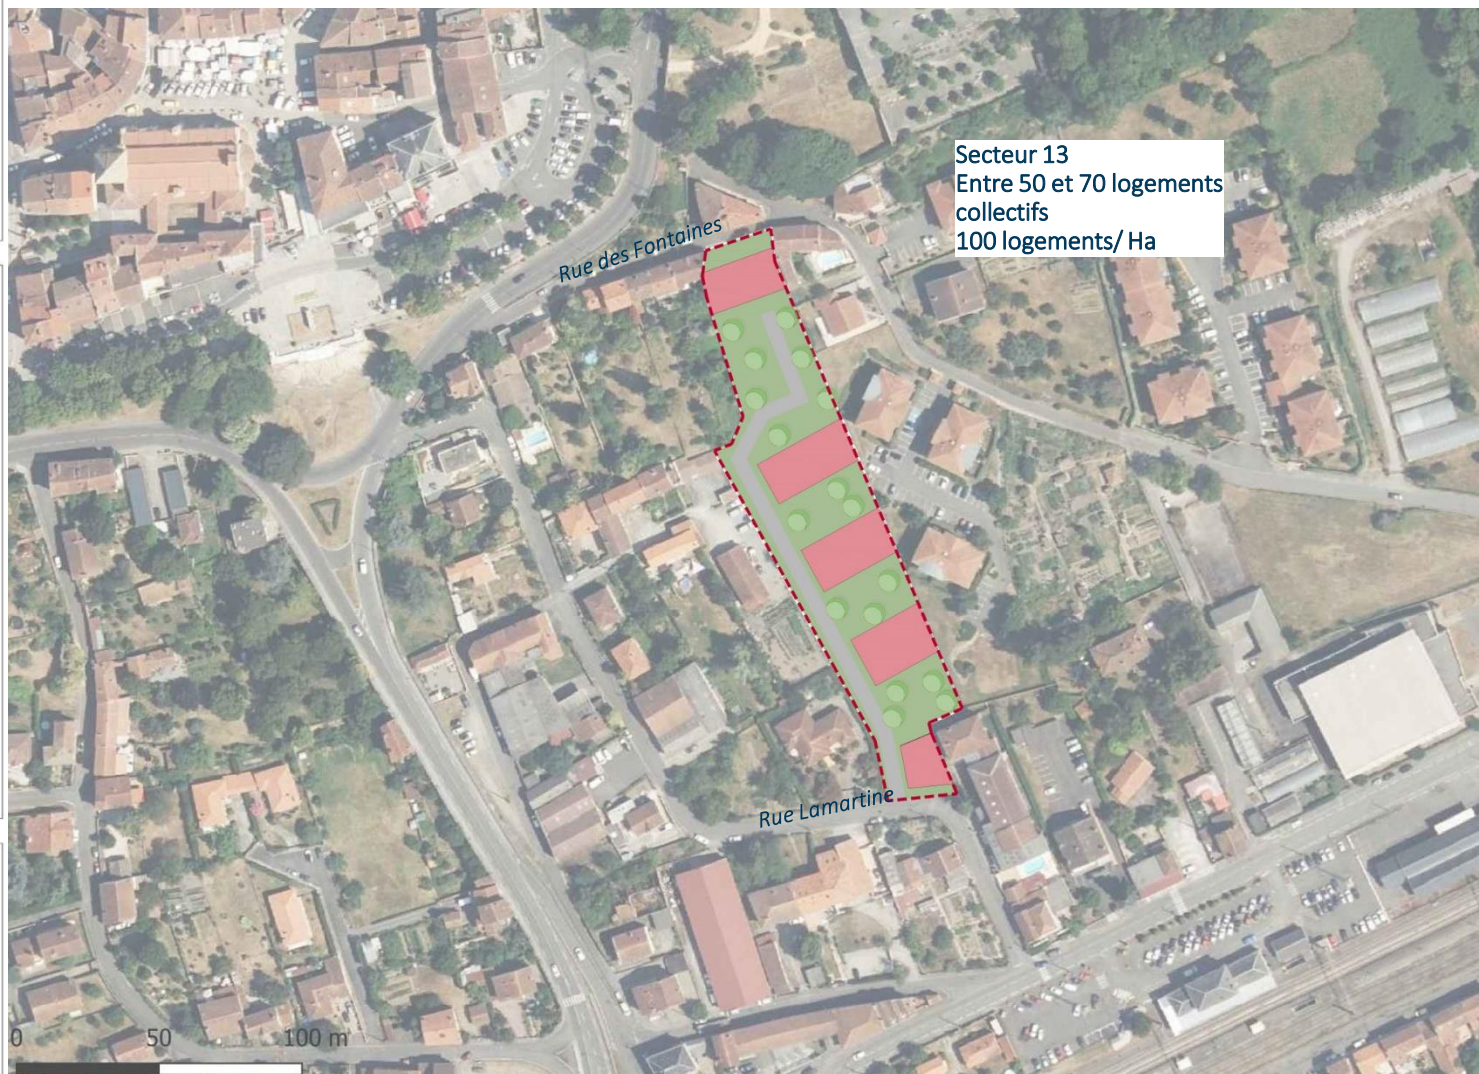 Secteur 13
Entre 50 et 70 logements
collectifs
100 logements/ Ha
Rue des Fontaines
Rue Lamartine
0 50 100 m